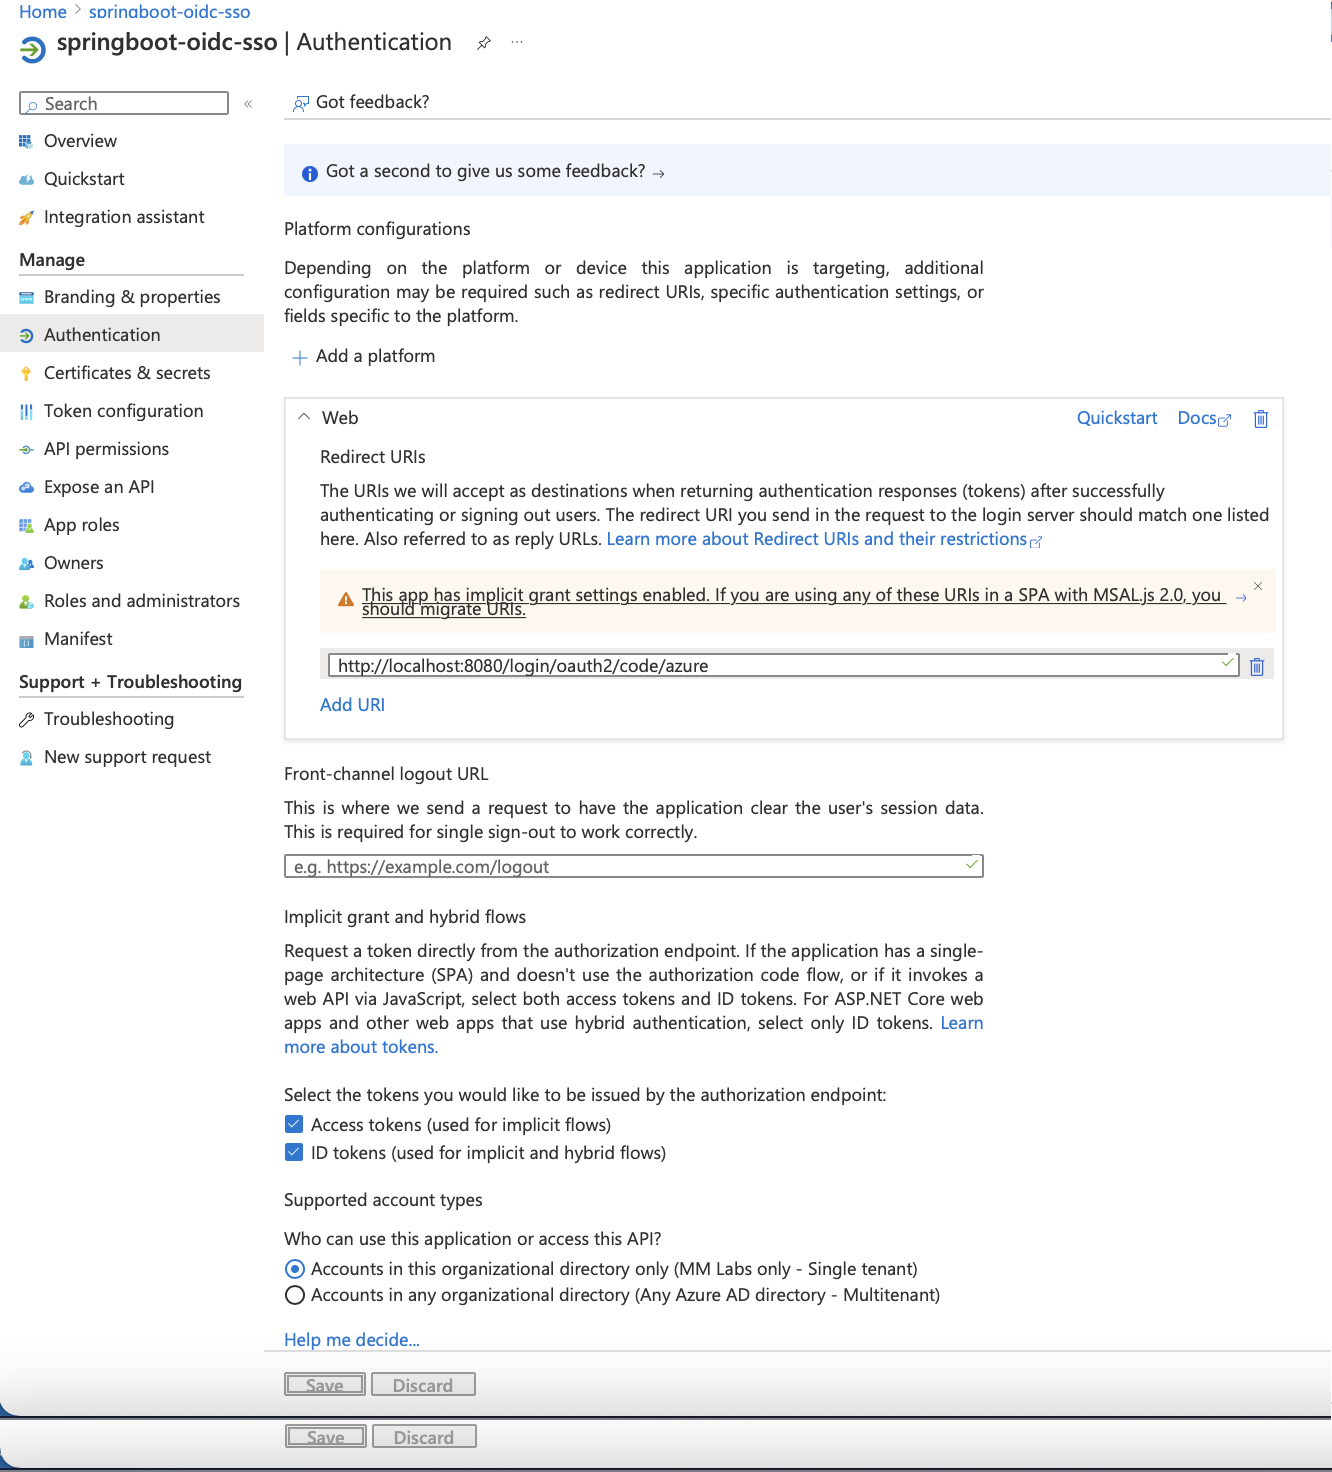 Home > springboot-oidc-sso
springboot-oidc-sso | Authentication ...
Search «
Overview
Quickstart
Integration assistant
Manage
Branding & properties
Authentication
Certificates & secrets
Token configuration
API permissions
Expose an API
App roles
Owners
Roles and administrators
Manifest
Support + Troubleshooting
Troubleshooting
New support request
Got feedback?
Got a second to give us some feedback? →
Platform configurations
Depending on the platform or device this application is targeting, additional
configuration may be required such as redirect URIs, specific authentication settings, or
fields specific to the platform.
+ Add a platform
Web Quickstart Docs
Redirect URIs
The URIs we will accept as destinations when returning authentication responses (tokens) after successfully
authenticating or signing out users. The redirect URI you send in the request to the login server should match one listed
here. Also referred to as reply URLs. Learn more about Redirect URIs and their restrictions
This app has implicit grant settings enabled. If you are using any of these URIs in a SPA with MSAL.js 2.0, you →
should migrate URIs.
http://localhost:8080/login/oauth2/code/azure
Add URI
Front-channel logout URL
This is where we send a request to have the application clear the user's session data.
This is required for single sign-out to work correctly.
e.g. https://example.com/logout
Implicit grant and hybrid flows
Request a token directly from the authorization endpoint. If the application has a single-
page architecture (SPA) and doesn't use the authorization code flow, or if it invokes a
web API via JavaScript, select both access tokens and ID tokens. For ASP.NET Core web
apps and other web apps that use hybrid authentication, select only ID tokens. Learn
more about tokens.
Select the tokens you would like to be issued by the authorization endpoint:
Access tokens (used for implicit flows)
ID tokens (used for implicit and hybrid flows)
Supported account types
Who can use this application or access this API?
Accounts in this organizational directory only (MM Labs only - Single tenant)
Accounts in any organizational directory (Any Azure AD directory - Multitenant)
Help me decide...
Save Discard
Save Discard